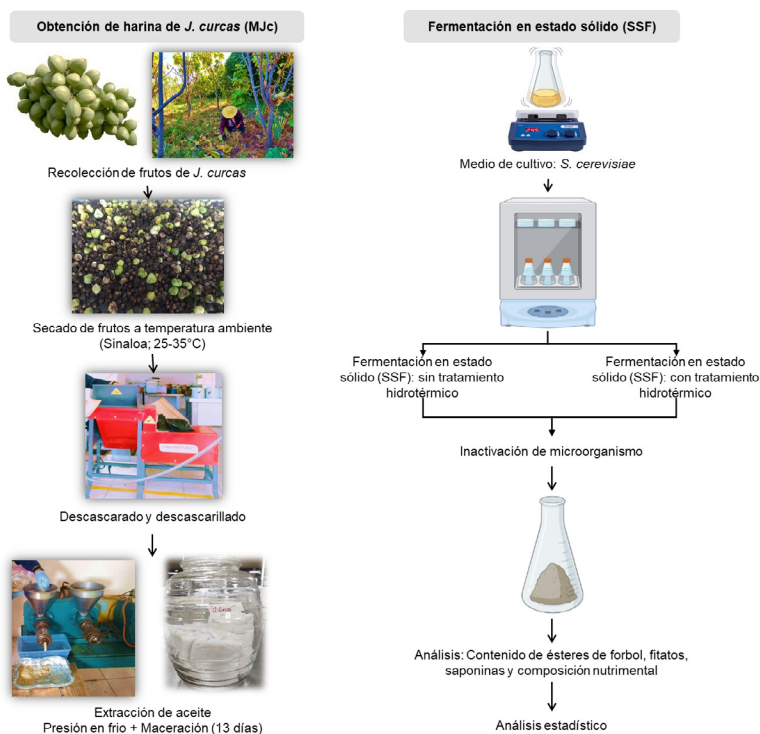 Obtención de harina de J. curcas (MJc)
Recolección de frutos de J. curcas
Secado de frutos a temperatura ambiente
(Sinaloa; 25-35°C)
Descascarado y descascarillado
Extracción de aceite
Presión en frio + Maceración (13 días)
Fermentación en estado sólido (SSF)
Medio de cultivo: S. cerevisiae
Fermentación en estado
sólido (SSF): sin tratamiento
hidrotérmico
Fermentación en estado
sólido (SSF): con tratamiento
hidrotérmico
Inactivación de microorganismo
Análisis: Contenido de ésteres de forbol, fitatos,
saponinas y composición nutrimental
Análisis estadístico